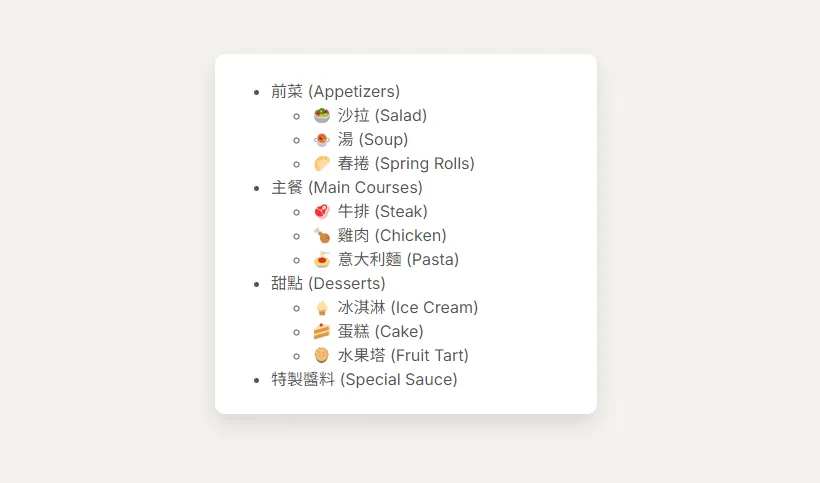 前菜 (Appetizers)
🥗 沙拉 (Salad)
🍲 湯 (Soup)
🥟 春捲 (Spring Rolls)
主餐 (Main Courses)
🥩 牛排 (Steak)
🍗 雞肉 (Chicken)
🍝 意大利麵 (Pasta)
甜點 (Desserts)
🍦 冰淇淋 (Ice Cream)
🍰 蛋糕 (Cake)
🥧 水果塔 (Fruit Tart)
特製醬料 (Special Sauce)